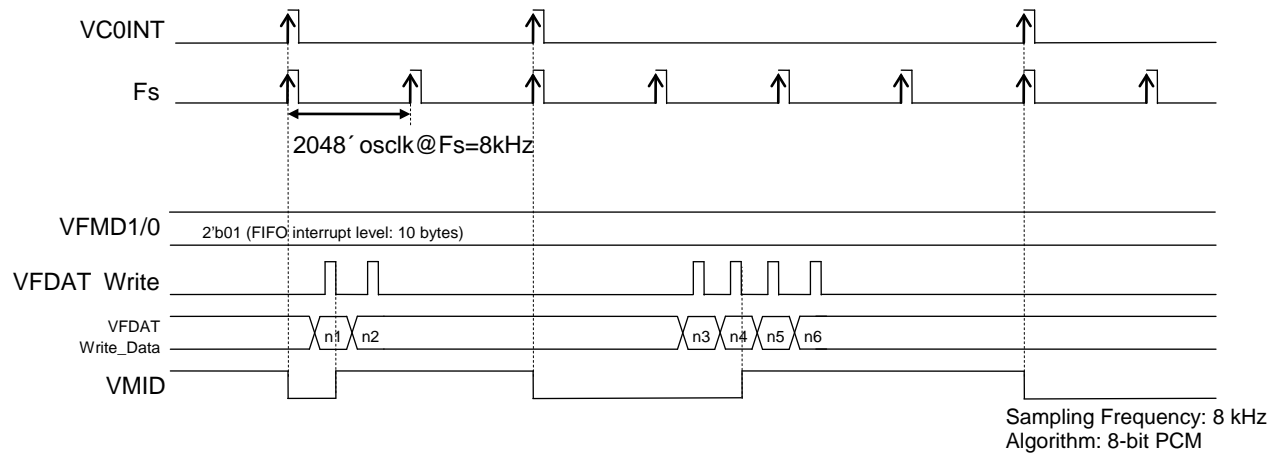 VC0INT
Fs
2048´ osclk@Fs=8kHz
VFMD1/0
2'b01 (FIFO interrupt level: 10 bytes)
VFDAT Write
VFDAT
Write_Data
n1 n2 n3 n4 n5 n6
VMID
Sampling Frequency: 8 kHz
Algorithm: 8-bit PCM